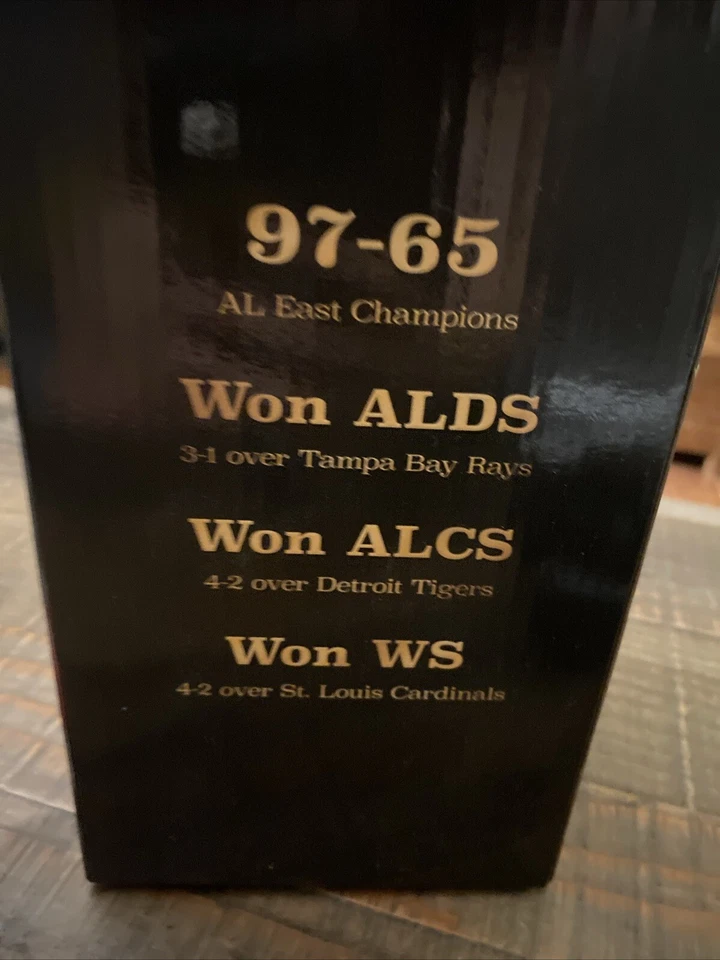 97-65
AL East Champions
Won ALDS
3-1 over Tampa Bay Rays
Won ALCS
4-2 over Detroit Tigers
Won WS
4-2 over St. Louis Cardinals